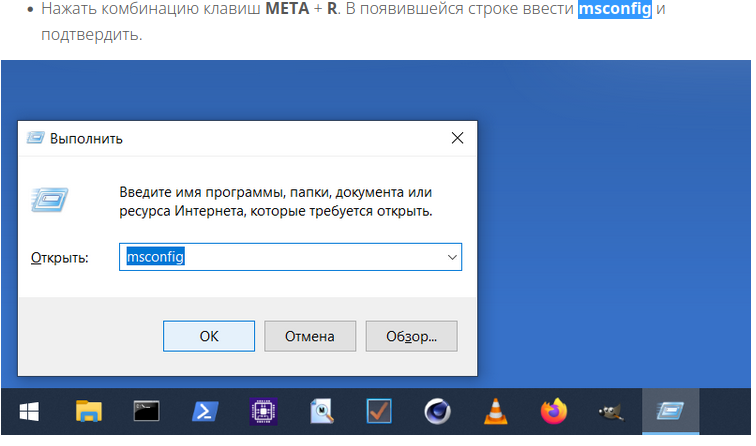 • Нажать комбинацию клавиш META + R. В появившейся строке ввести msconfig и
подтвердить.
Выполнить
Введите имя программы, папки, документа или
ресурса Интернета, которые требуется открыть.
Открыть:
msconfig
OK
Отмена
Обзор...